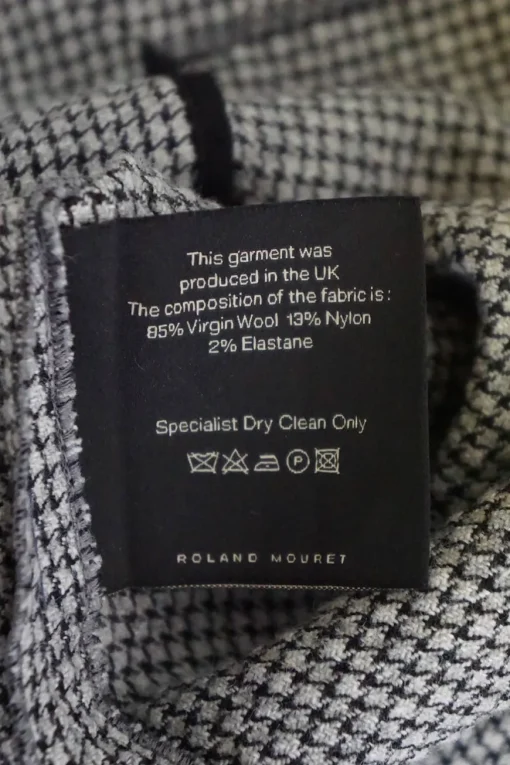 This garment was
produced in the UK
The composition of the fabric is :
85% Virgin Wool 13% Nylon
2% Elastane
Specialist Dry Clean Only
P
ROLAND MOURET